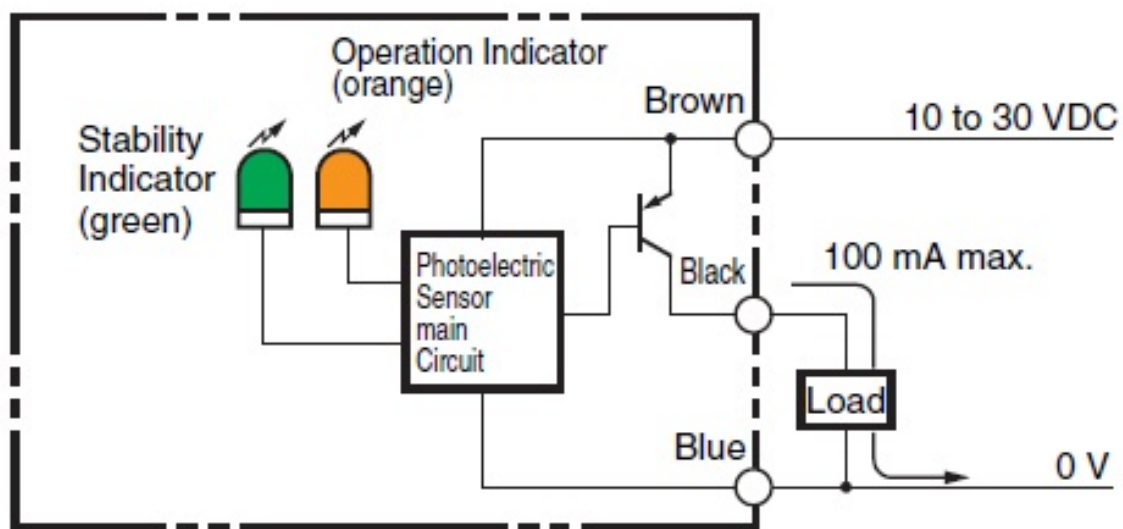 Operation Indicator
(orange)
Brown
10 to 30 VDC
Stability
Indicator
(green)
Photoelectric
Sensor
main
Circuit
Black
100 mA max.
Load
Blue
0 V